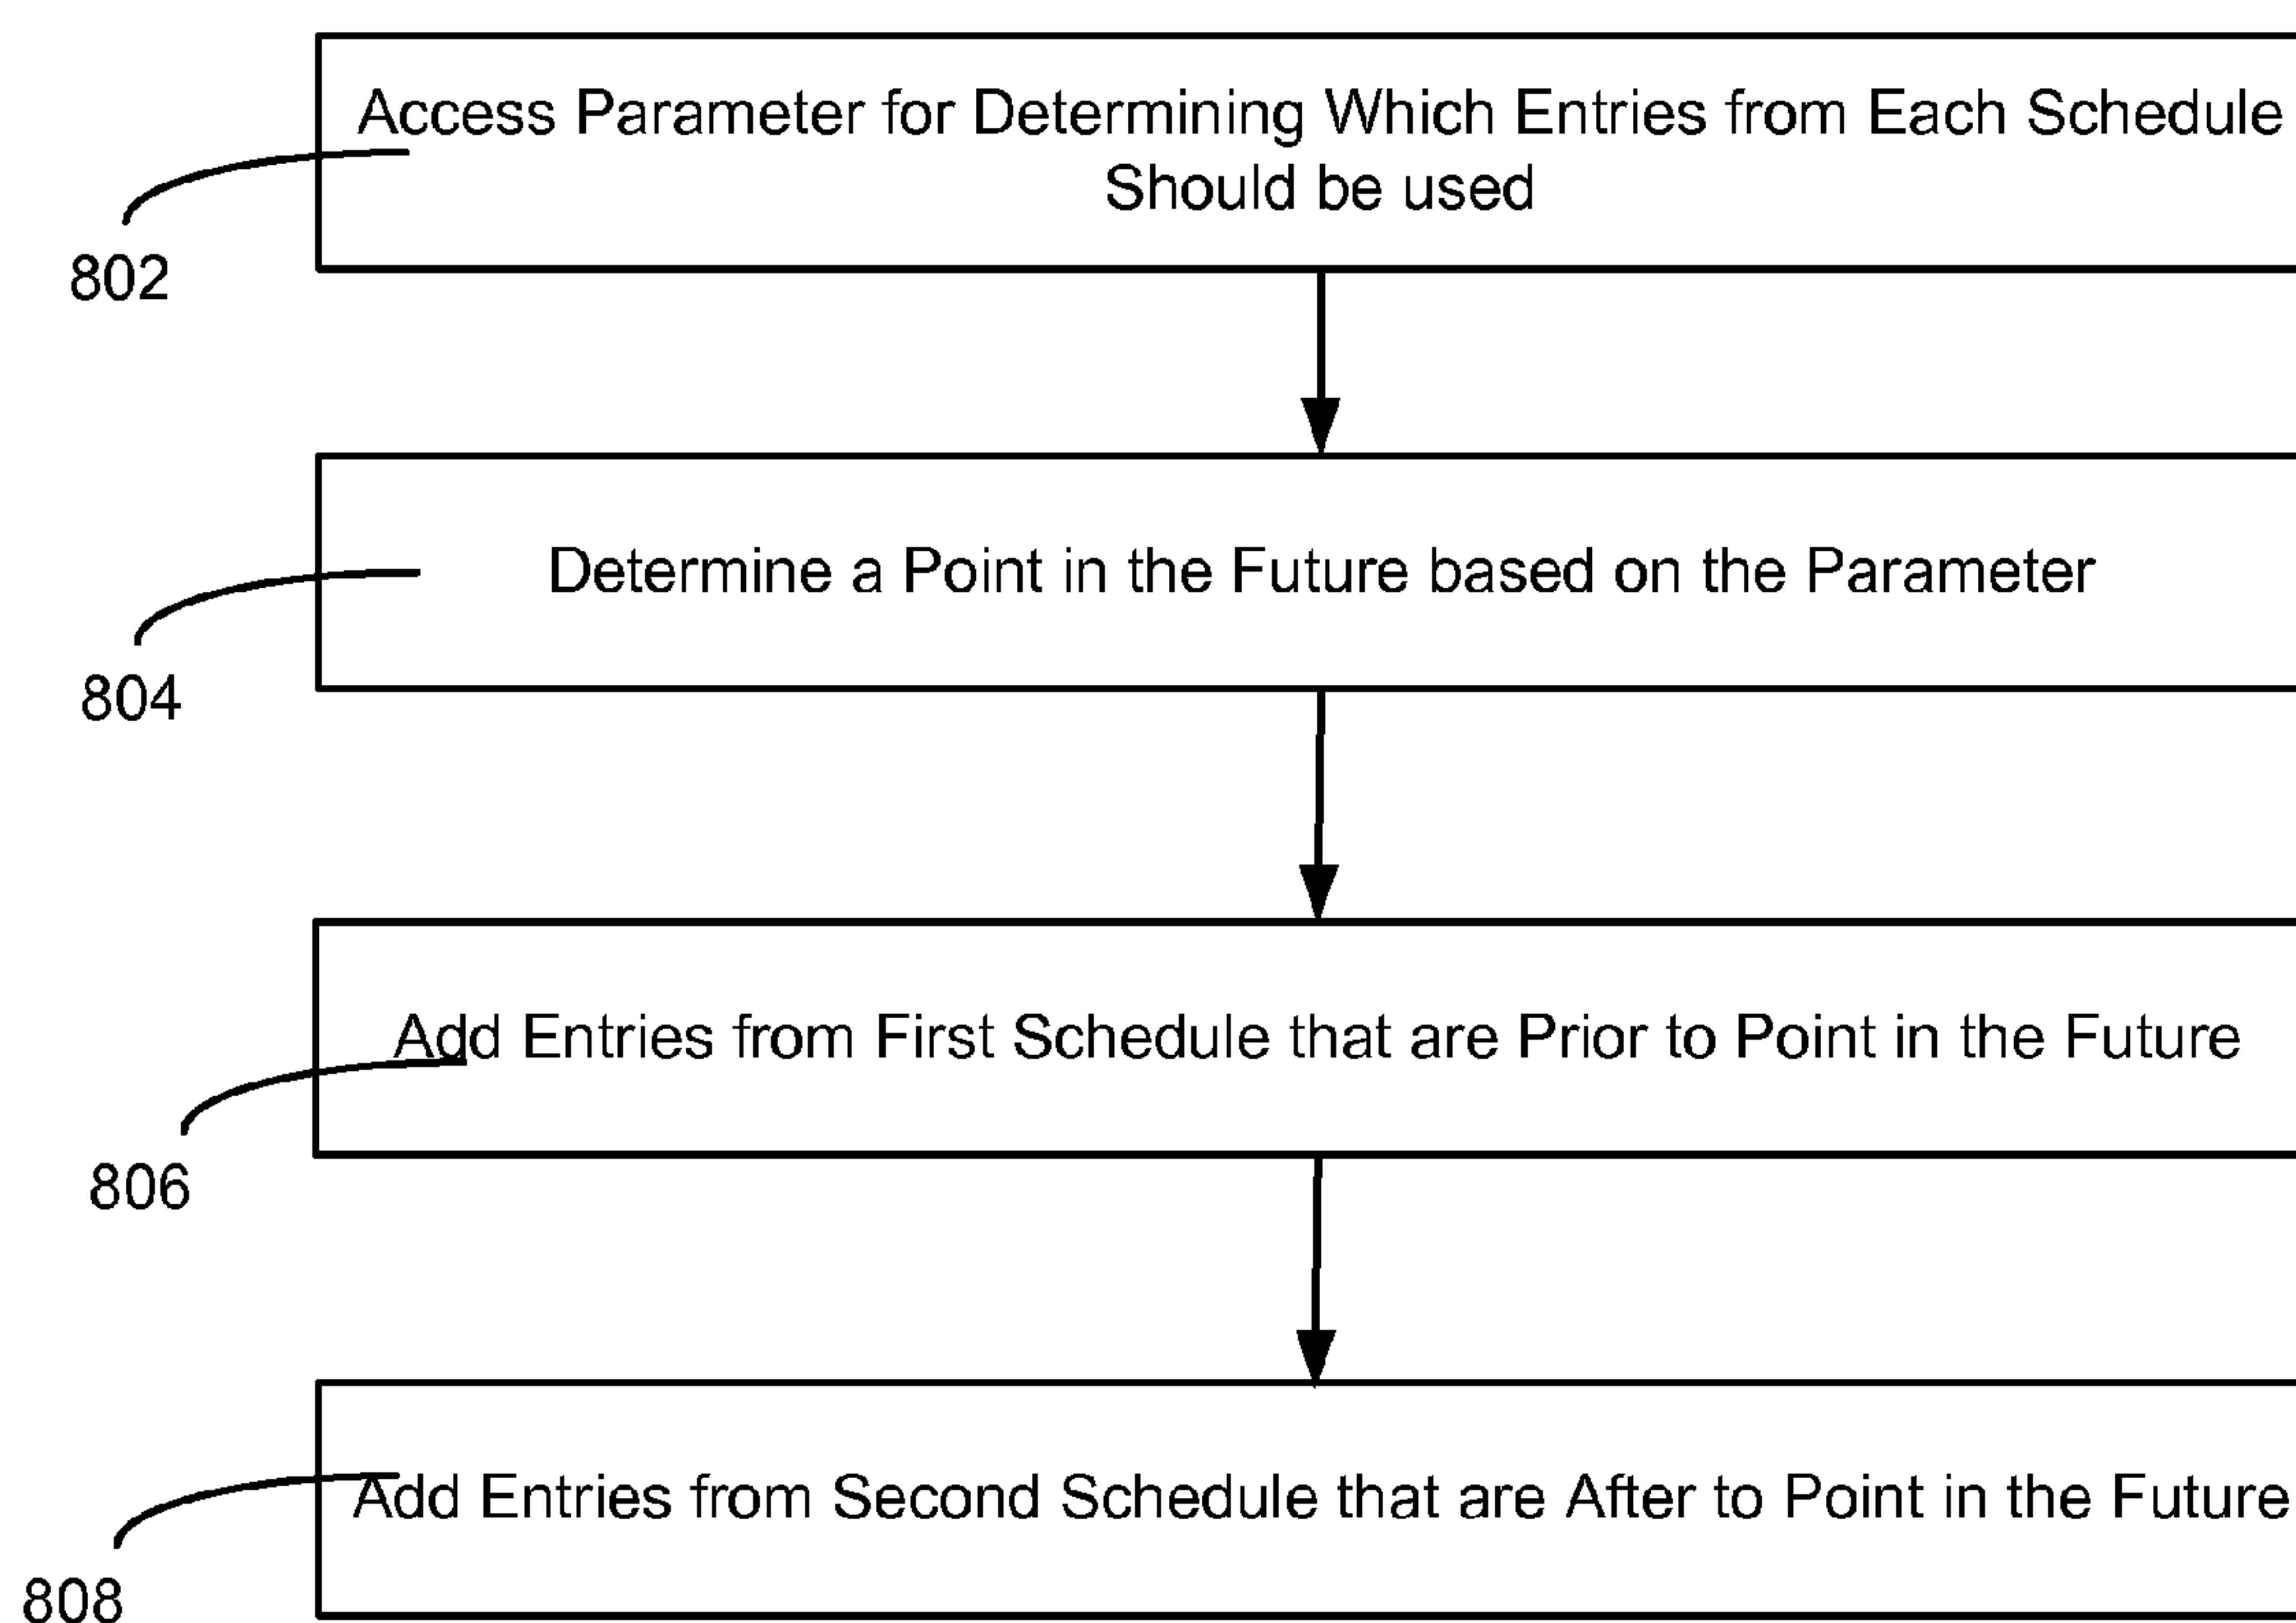 Access Parameter for Determining Which Entries from Each Schedule
Should be used
802
Determine a Point in the Future based on the Parameter
804
Add Entries from First Schedule that are Prior to Point in the Future
806
Add Entries from Second Schedule that are After to Point in the Future
808